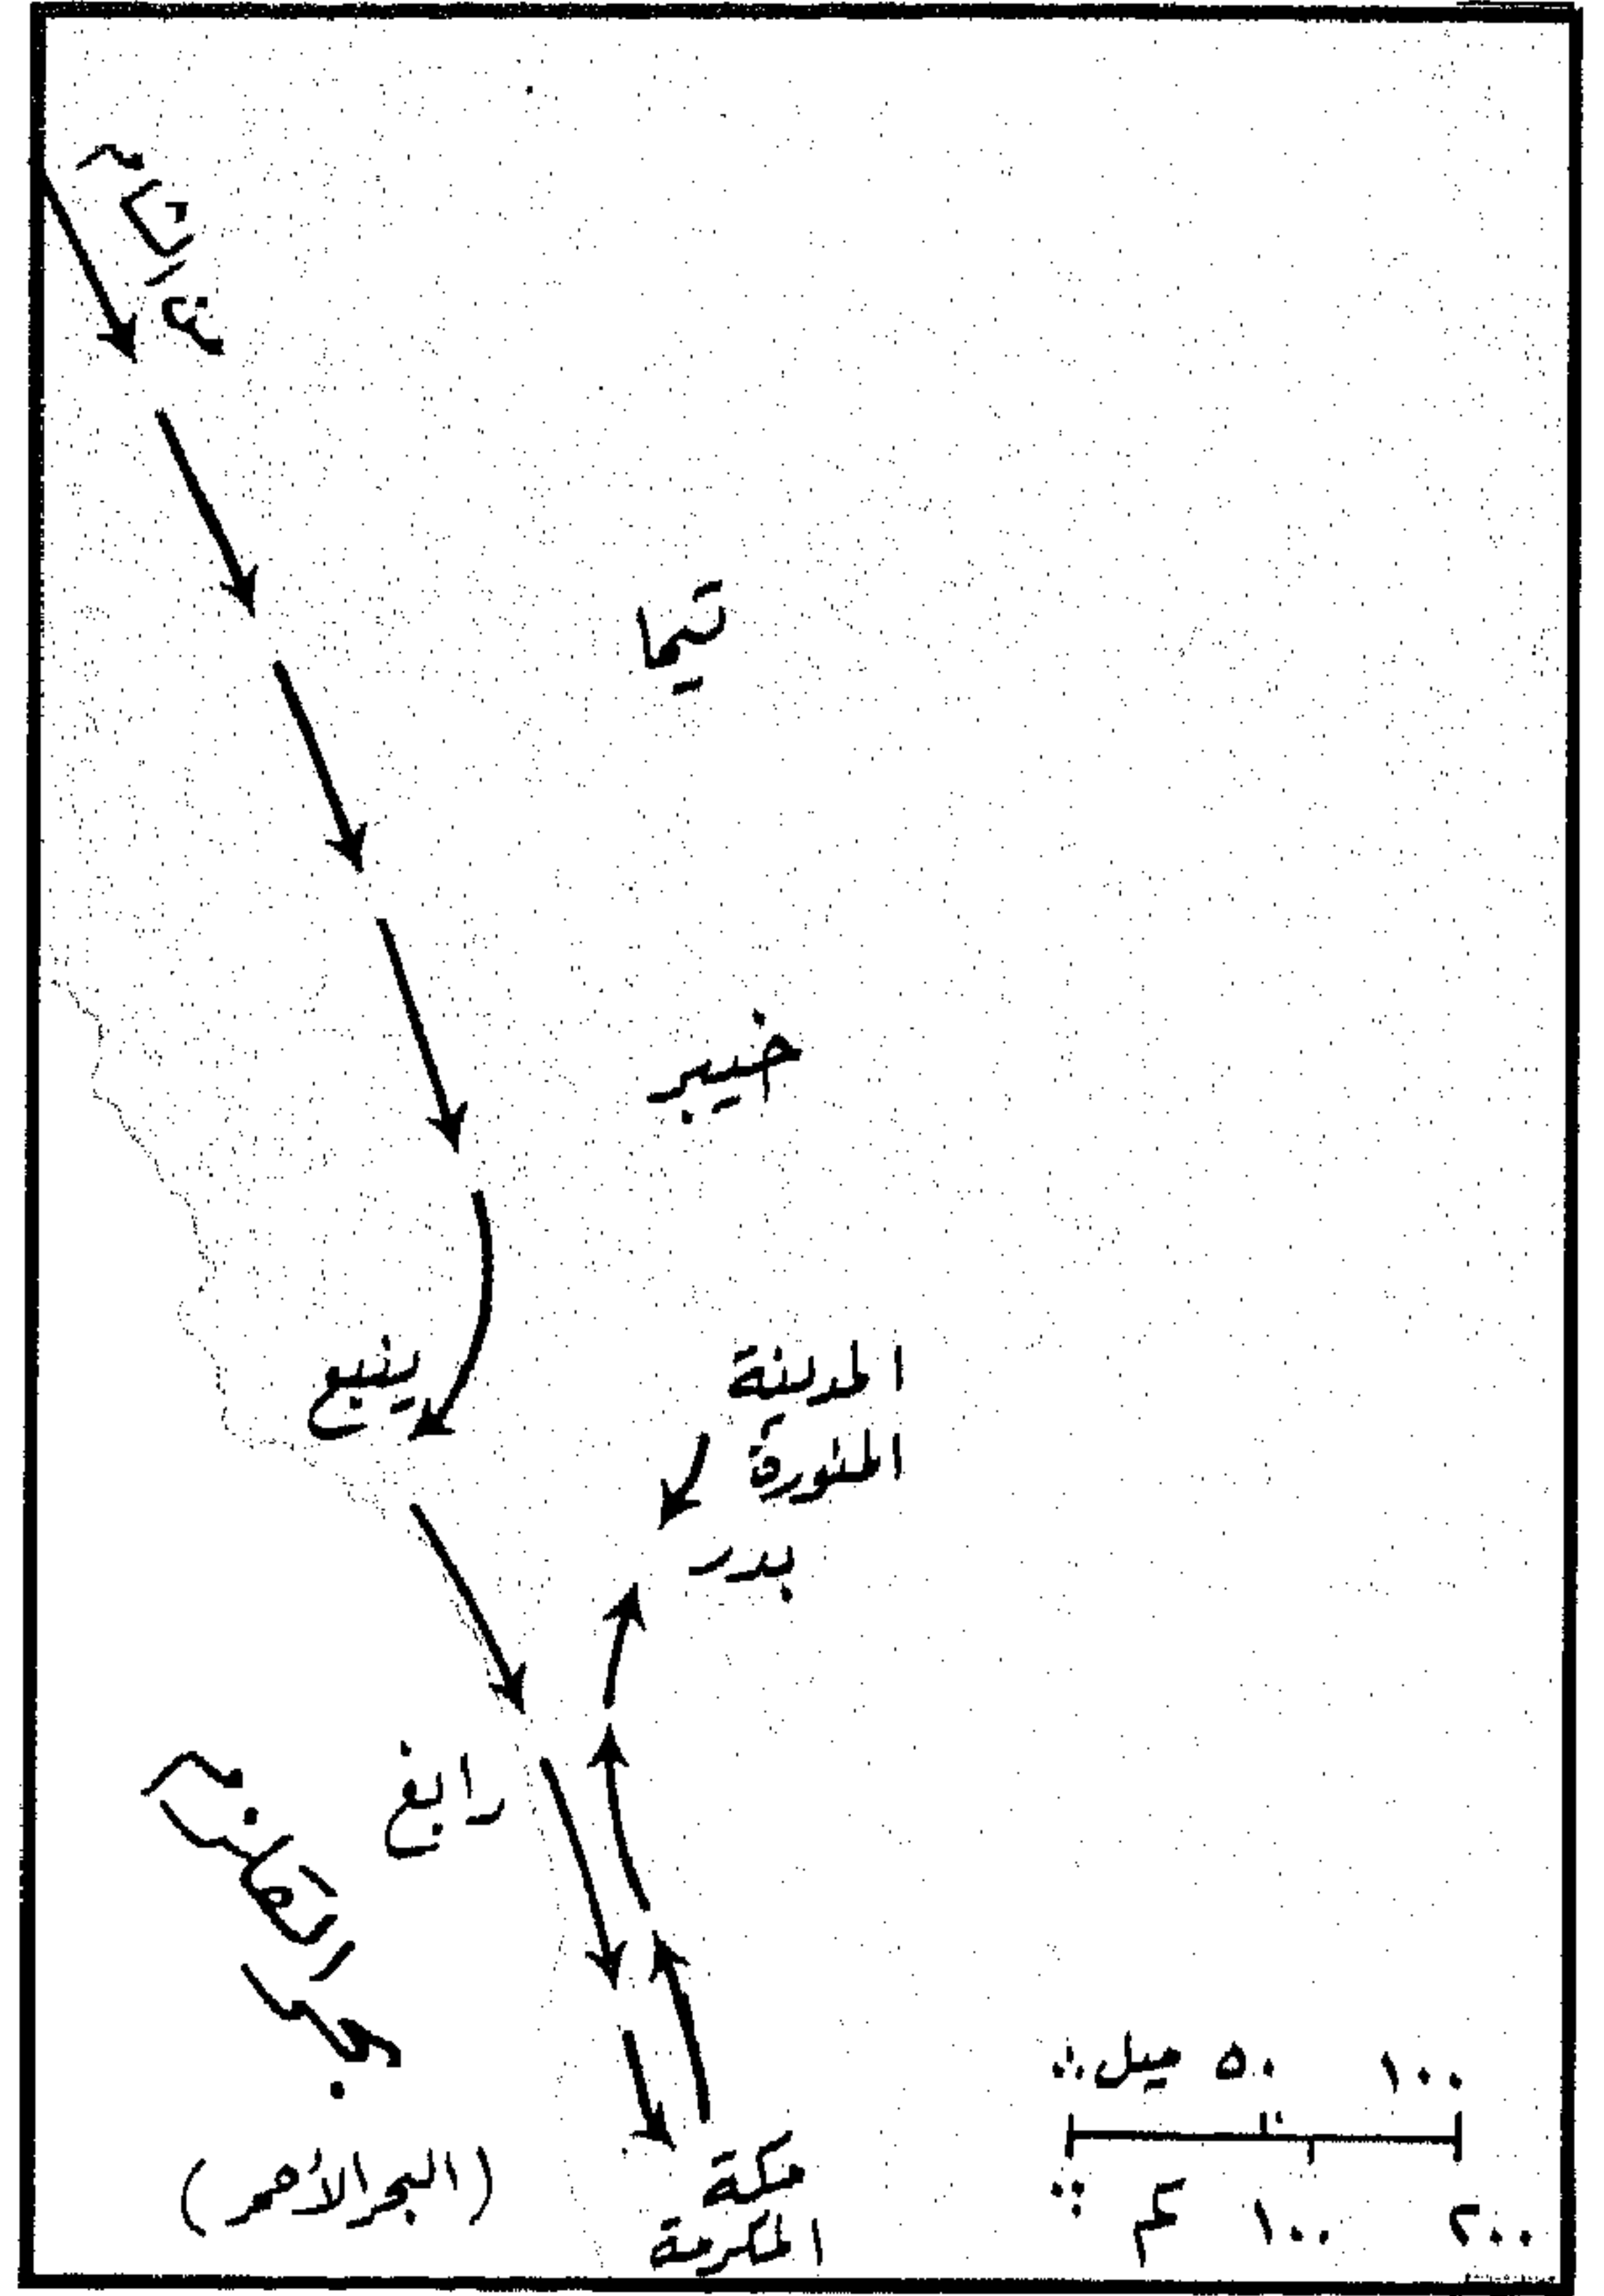 تيما
خيبر
ينبع
المدينة
المنورة
بدر
رابغ
بحر القلزم
(البحر الأحمر)
مكة
المكرمة
ميل ٥٠ ١٠٠
كم ١٠٠ ٢٠٠